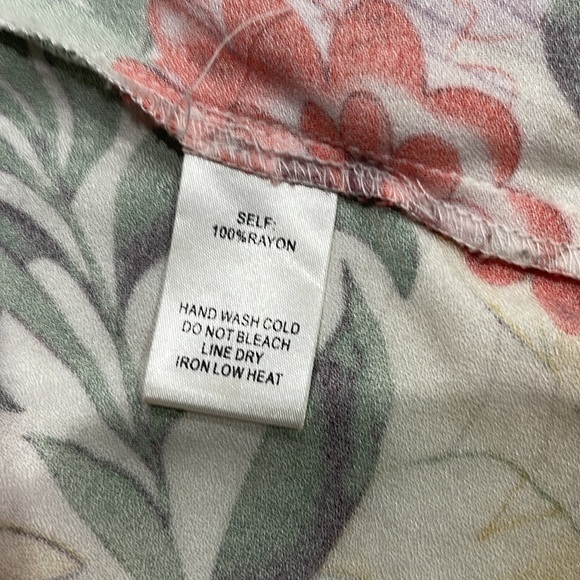 SELF:
100%RAYON
HAND WASH COLD
DO NOT BLEACH
LINE DRY
IRON LOW HEAT